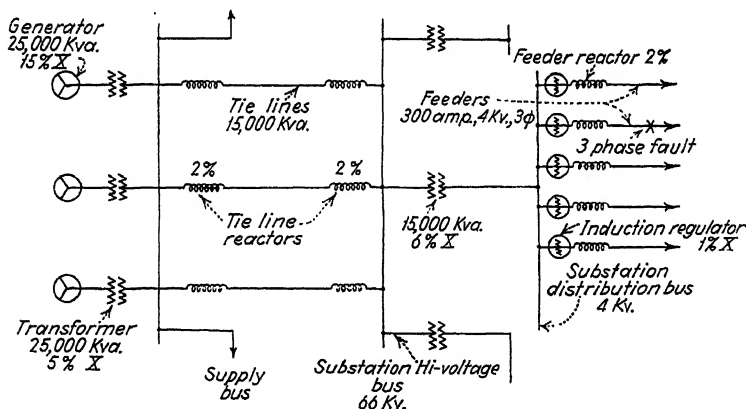 Generator
25,000 Kva.
15% X
Tie lines
15,000 Kva.
2%
2%
Tie line
reactors
Transformer
25,000 Kva.
5% X
Supply
bus
Substation Hi-voltage
bus
66 Kv.
15,000 Kva.
6% X
Feeder reactor 2%
Feeders
300 amp., 4 Kv., 3φ
X
3 phase fault
Induction regulator
1% X
Substation
distribution bus
4 Kv.